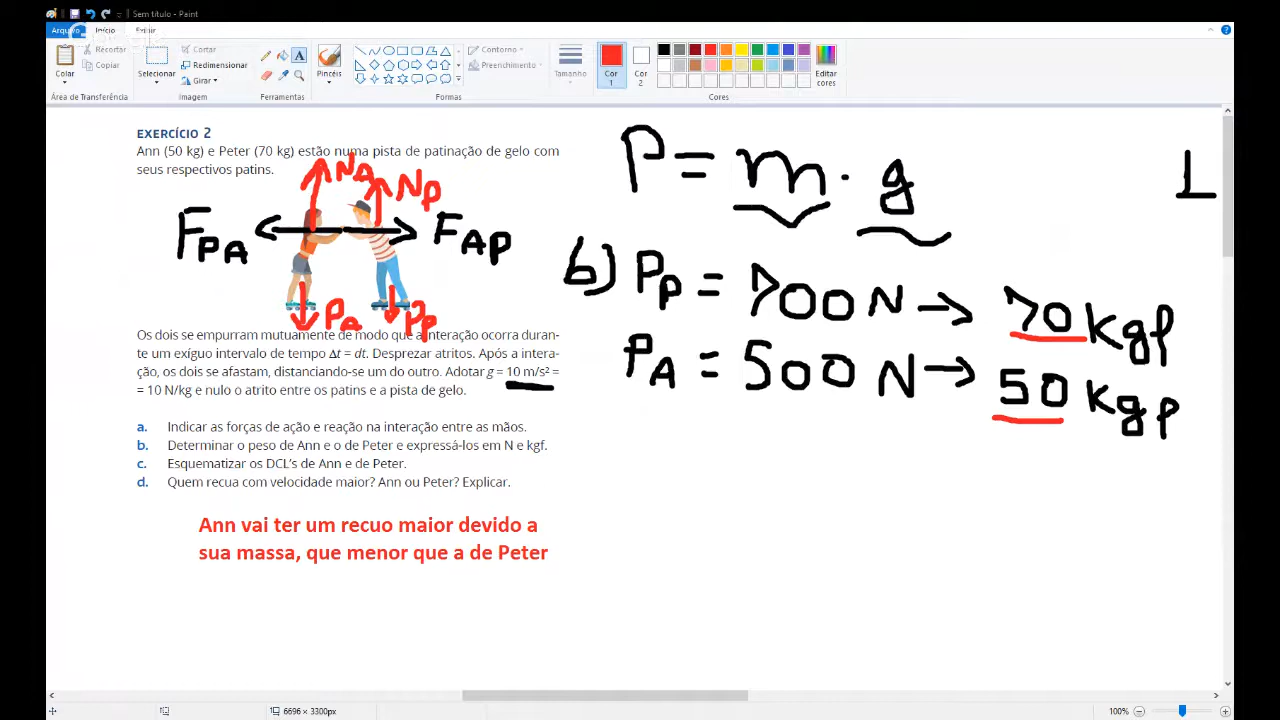 Sem título - Paint
Arquivo Início Exibir
Colar
Recortar
Copiar
Área de Transferência
Selecionar
Cortar
Redimensionar
Girar
Imagem
Ferramentas
Pincéis
Contorno
Preenchimento
Formas
Tamanho
Cor 1
Cor 2
Editar cores
Cores
EXERCÍCIO 2
Ann (50 kg) e Peter (70 kg) estão numa pista de patinação de gelo com
seus respectivos patins.
NA
NP
FPA
FAP
PA
PP
Os dois se empurram mutuamente de modo que a interação ocorra duran-
te um exíguo intervalo de tempo Δt = dt. Desprezar atritos. Após a intera-
ção, os dois se afastam, distanciando-se um do outro. Adotar g = 10 m/s² =
= 10 N/kg e nulo o atrito entre os patins e a pista de gelo.
a. Indicar as forças de ação e reação na interação entre as mãos.
b. Determinar o peso de Ann e o de Peter e expressá-los em N e kgf.
c. Esquematizar os DCL's de Ann e de Peter.
d. Quem recua com velocidade maior? Ann ou Peter? Explicar.
Ann vai ter um recuo maior devido a
sua massa, que menor que a de Peter
P = m . g
L
b) PP = 700 N → 70 kgp
PA = 500 N → 50 kgp
6696 × 3300px
100%